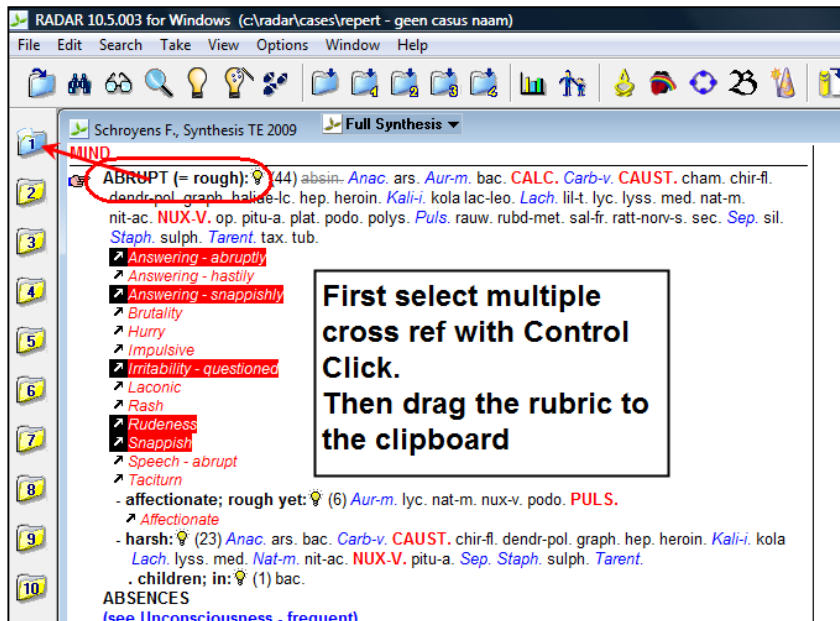 RADAR 10.5.003 for Windows (c:\radar\cases\repert - geen casus naam)
File Edit Search Take View Options Window Help
Schroyens F., Synthesis TE 2009 Full Synthesis
MIND
ABRUPT (= rough): (44) absin. Anac. ars. Aur-m. bac. CALC. Carb-v. CAUST. cham. chir-fl.
dendr-pol. graph. haliae-lc. hep. heroin. Kali-i. kola lac-leo. Lach. lil-t. lyc. lyss. med. nat-m.
nit-ac. NUX-V. op. pitu-a. plat. podo. polys. Puls. rauw. rubd-met. sal-fr. ratt-norv-s. sec. Sep. sil.
Staph. sulph. Tarent. tax. tub.
Answering - abruptly
Answering - hastily
Answering - snappishly
Brutality
Hurry
Impulsive
Irritability - questioned
Laconic
Rash
Rudeness
Snappish
Speech - abrupt
Taciturn
- affectionate; rough yet: (6) Aur-m. lyc. nat-m. nux-v. podo. PULS.
Affectionate
- harsh: (23) Anac. ars. bac. Carb-v. CAUST. chir-fl. dendr-pol. graph. hep. heroin. Kali-i. kola
Lach. lyss. med. Nat-m. nit-ac. NUX-V. pitu-a. Sep. Staph. sulph. Tarent.
. children; in: (1) bac.
ABSENCES
(see Unconsciousness - frequent)
First select multiple
cross ref with Control
Click.
Then drag the rubric to
the clipboard
1
2
3
4
5
6
7
8
9
10